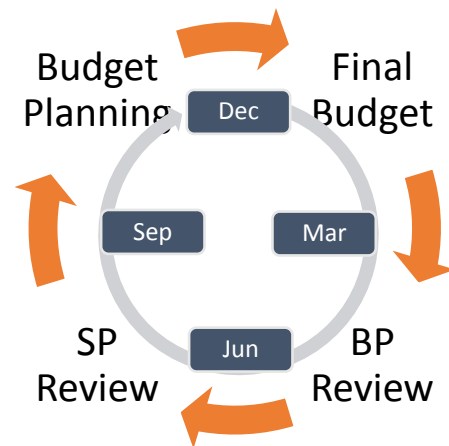 Budget
Planning
Final
Budget
Dec
Sep
Mar
Jun
SP
Review
BP
Review